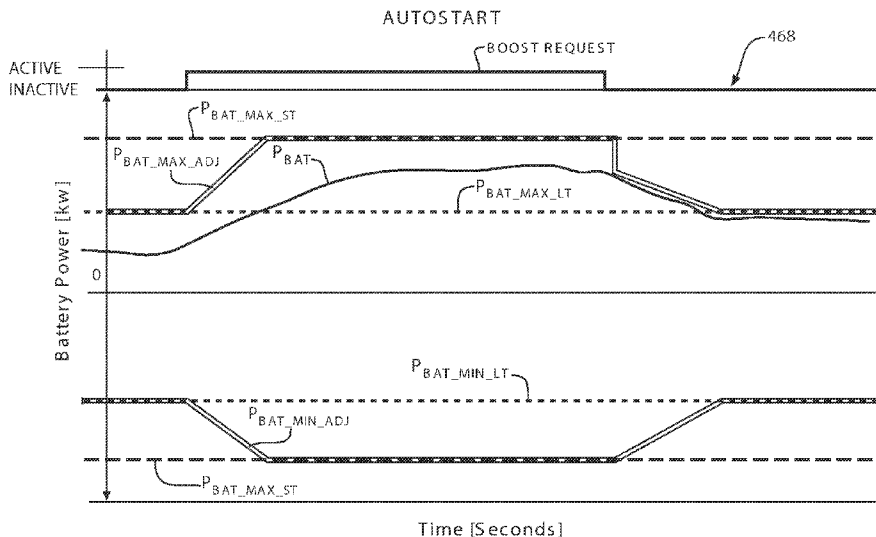 AUTOSTART
BOOST REQUEST
468
ACTIVE
INACTIVE
PBAT_MAX_ST
PBAT_MAX_ADJ
PBAT
PBAT_MAX_LT
Battery Power [kw]
0
PBAT_MIN_LT
PBAT_MIN_ADJ
PBAT_MAX_ST
Time [Seconds]